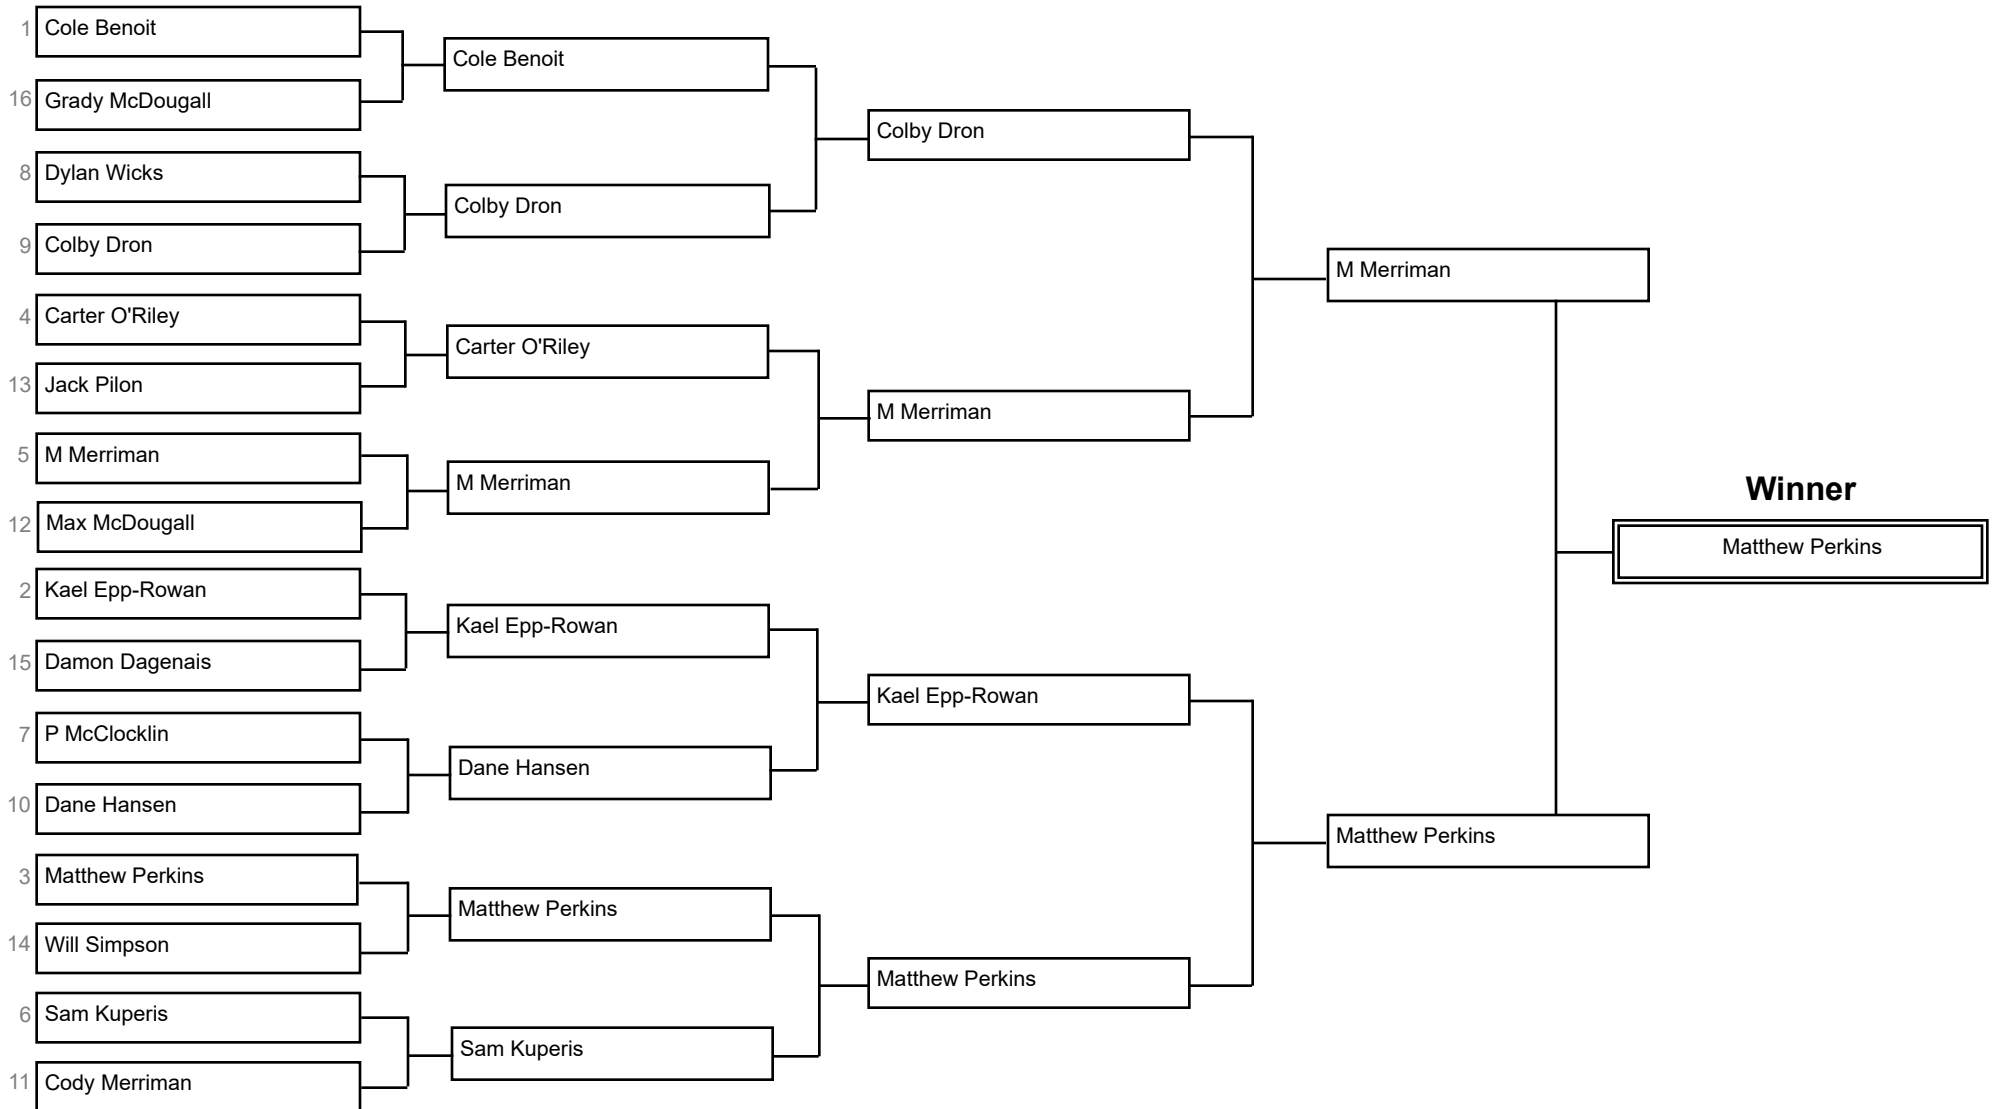 1 Cole Benoit
16 Grady McDougall
8 Dylan Wicks
9 Colby Dron
4 Carter O'Riley
13 Jack Pilon
5 M Merriman
12 Max McDougall
2 Kael Epp-Rowan
15 Damon Dagenais
7 P McClocklin
10 Dane Hansen
3 Matthew Perkins
14 Will Simpson
6 Sam Kuperis
11 Cody Merriman
Cole Benoit
Colby Dron
Carter O'Riley
M Merriman
Kael Epp-Rowan
Dane Hansen
Matthew Perkins
Sam Kuperis
Colby Dron
M Merriman
Kael Epp-Rowan
Matthew Perkins
M Merriman
Matthew Perkins
Winner
Matthew Perkins